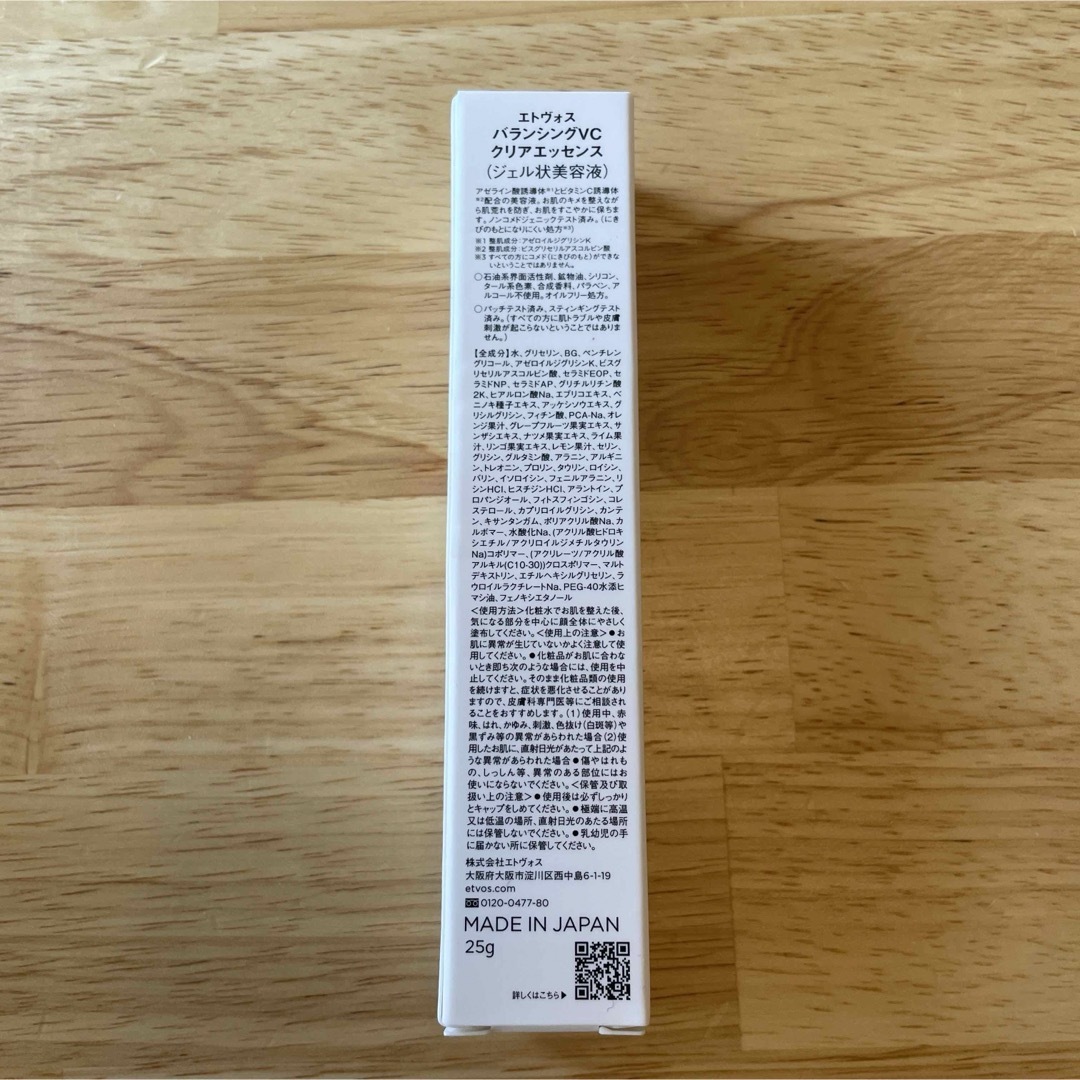 エトヴォス
バランシングVC
クリアエッセンス
（ジェル状美容液）
アゼライン酸誘導体※1とビタミンC誘導体
※2配合の美容液。お肌のキメを整えなが
ら肌荒れを防ぎ、お肌をすこやかに保ちま
す。ノンコメドジェニックテスト済み。（にき
びのもとになりにくい処方※3）
※1 整肌成分：アゼロイルジグリシンK
※2 整肌成分：ビスグリセリルアスコルビン酸
※3 すべての方にコメド（にきびのもと）ができな
いということではありません。
○石油系界面活性剤、鉱物油、シリコン、
タール系色素、合成香料、パラベン、ア
ルコール不使用。オイルフリー処方。
○パッチテスト済み、スティンギングテスト
済み。（すべての方に肌トラブルや皮膚
刺激が起こらないということではありま
せん。）
【全成分】水、グリセリン、BG、ペンチレン
グリコール、アゼロイルジグリシンK、ビスグ
リセリルアスコルビン酸、セラミドEOP、セ
ラミドNP、セラミドAP、グリチルリチン酸
2K、ヒアルロン酸Na、エプリコエキス、ベ
ニノキ種子エキス、アッケシソウエキス、グ
リシルグリシン、フィチン酸、PCA-Na、オレ
ンジ果汁、グレープフルーツ果実エキス、サ
ンザシエキス、ナツメ果実エキス、ライム果
汁、リンゴ果実エキス、レモン果汁、セリン、
グリシン、グルタミン酸、アラニン、アルギニ
ン、トレオニン、プロリン、タウリン、ロイシン、
バリン、イソロイシン、フェニルアラニン、リ
シンHCl、ヒスチジンHCl、アラントイン、プ
ロパンジオール、フィトスフィンゴシン、コレ
ステロール、カプリロイルグリシン、カンテ
ン、キサンタンガム、ポリアクリル酸Na、カ
ルボマー、水酸化Na、（アクリル酸ヒドロキ
シエチル/アクリロイルジメチルタウリン
Na）コポリマー、（アクリレーツ/アクリル酸
アルキル（C10-30））クロスポリマー、マルト
デキストリン、エチルヘキシルグリセリン、ラ
ウロイルラクチレートNa、PEG-40水添ヒ
マシ油、フェノキシエタノール
＜使用方法＞化粧水でお肌を整えた後、
気になる部分を中心に顔全体にやさしく
塗布してください。＜使用上の注意＞●お
肌に異常が生じていないかよく注意して使
用してください。●化粧品がお肌に合わな
いとき即ち次のような場合には、使用を中
止してください。そのまま化粧品類の使用
を続けますと、症状を悪化させることがあり
ますので、皮膚科専門医等にご相談され
ることをおすすめします。（1）使用中、赤
味、はれ、かゆみ、刺激、色抜け（白斑等）や
黒ずみ等の異常があらわれた場合（2）使
用したお肌に、直射日光があたって上記のよ
うな異常があらわれた場合●傷やはれも
の、しっしん等、異常のある部位にはお
使いにならないでください。＜保管及び取
扱い上の注意＞●使用後は必ずしっかり
とキャップをしめてください。●極端に高温
又は低温の場所、直射日光のあたる場所
には保管しないでください。●乳幼児の手
に届かない所に保管してください。
株式会社エトヴォス
大阪府大阪市淀川区西中島6-1-19
etvos.com
0120-0477-80
MADE IN JAPAN
25g
詳しくはこちら▶